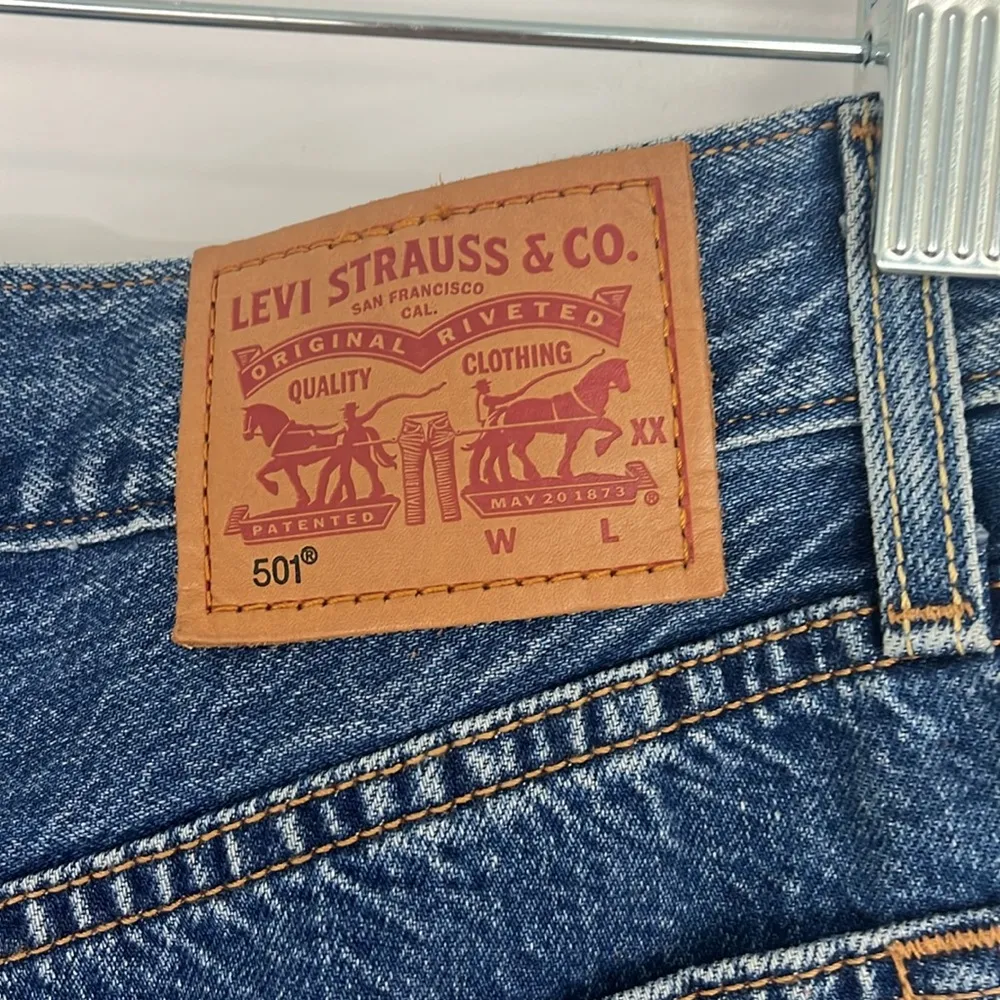 LEVI STRAUSS & CO.
SAN FRANCISCO
CAL.
ORIGINAL RIVETED
QUALITY CLOTHING
XX
PATENTED MAY 20 1873 ®
W L
501®